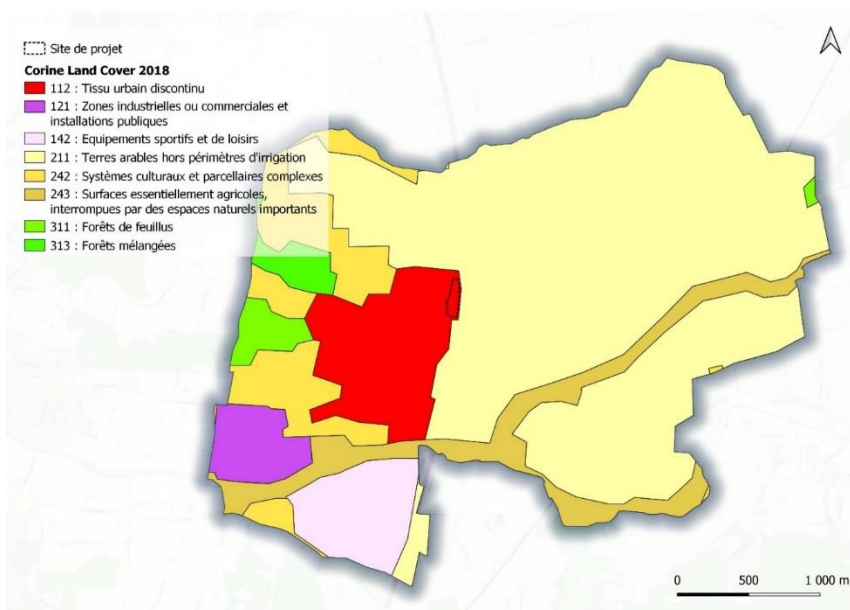 Site de projet
Corine Land Cover 2018
112 : Tissu urbain discontinu
121 : Zones industrielles ou commerciales et
installations publiques
142 : Equipements sportifs et de loisirs
211 : Terres arables hors périmètres d'irrigation
242 : Systèmes culturaux et parcellaires complexes
243 : Surfaces essentiellement agricoles,
interrompues par des espaces naturels importants
311 : Forêts de feuillus
313 : Forêts mélangées
0 500 1 000 m